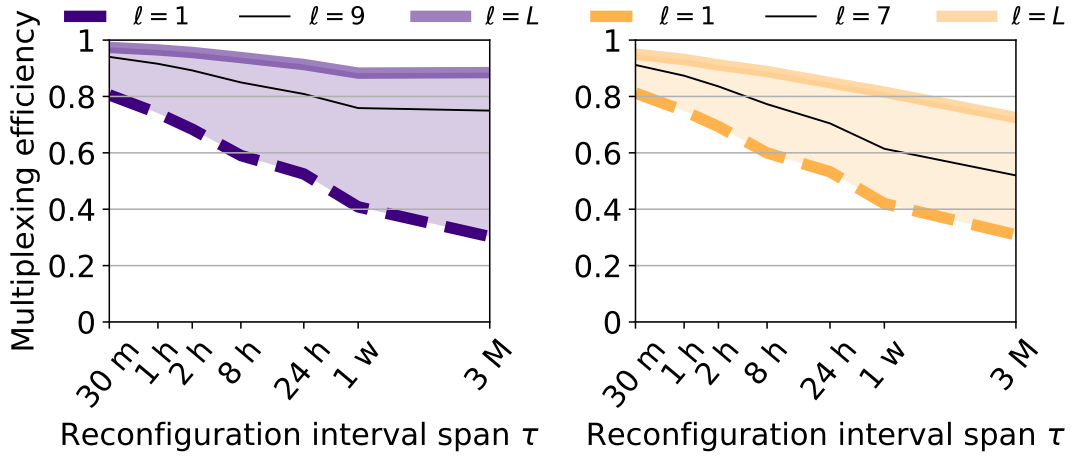 ℓ = 1 ℓ = 9 ℓ = L
Multiplexing efficiency
1
0.8
0.6
0.4
0.2
0
30 m 1 h 2 h 8 h 24 h 1 w 3 M
Reconfiguration interval span τ
ℓ = 1 ℓ = 7 ℓ = L
1
0.8
0.6
0.4
0.2
0
30 m 1 h 2 h 8 h 24 h 1 w 3 M
Reconfiguration interval span τ